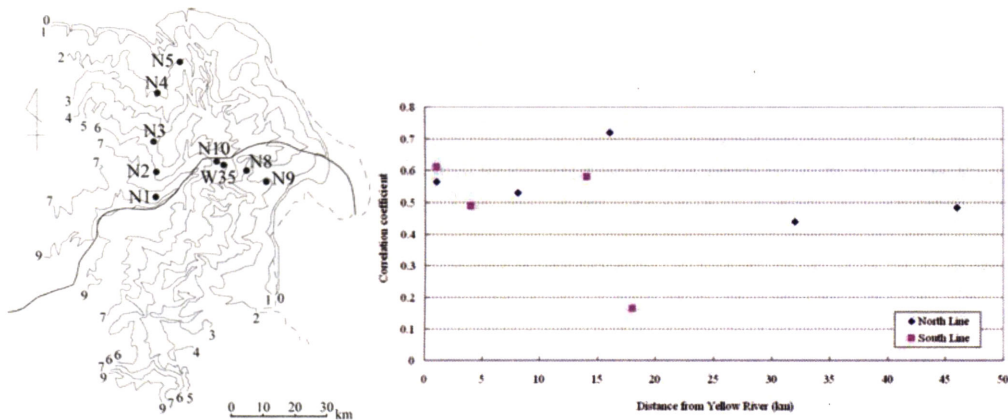 0
1
2
N5
N4
3
4
5
6
N3
7
N10
7
N2
N8
W35
N9
N1
7
9
9
1
0
7
2
3
4
7
6
6
7
5
6
9
7
0 10 20 30
km
Correlation coefficient
0.8
0.7
0.6
0.5
0.4
0.3
0.2
0.1
0
North Line
South Line
0 5 10 15 20 25 30 35 40 45 50
Distance from Yellow River (km)